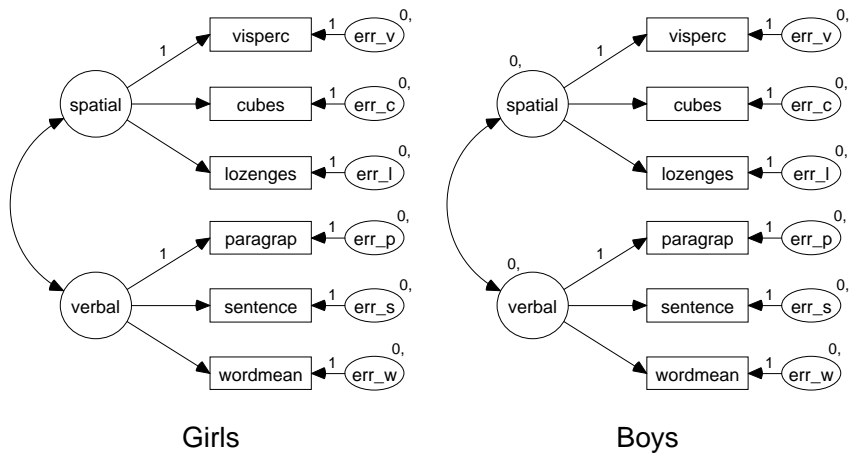 0,
1 visperc 1 err_v
0,
spatial cubes 1 err_c
0,
lozenges 1 err_l
0,
1 paragrap 1 err_p
0,
verbal sentence 1 err_s
0,
wordmean 1 err_w
Girls
0,
1 visperc 1 err_v
0,
0,
spatial cubes 1 err_c
0,
lozenges 1 err_l
0,
1 paragrap 1 err_p
0,
0,
verbal sentence 1 err_s
0,
wordmean 1 err_w
Boys